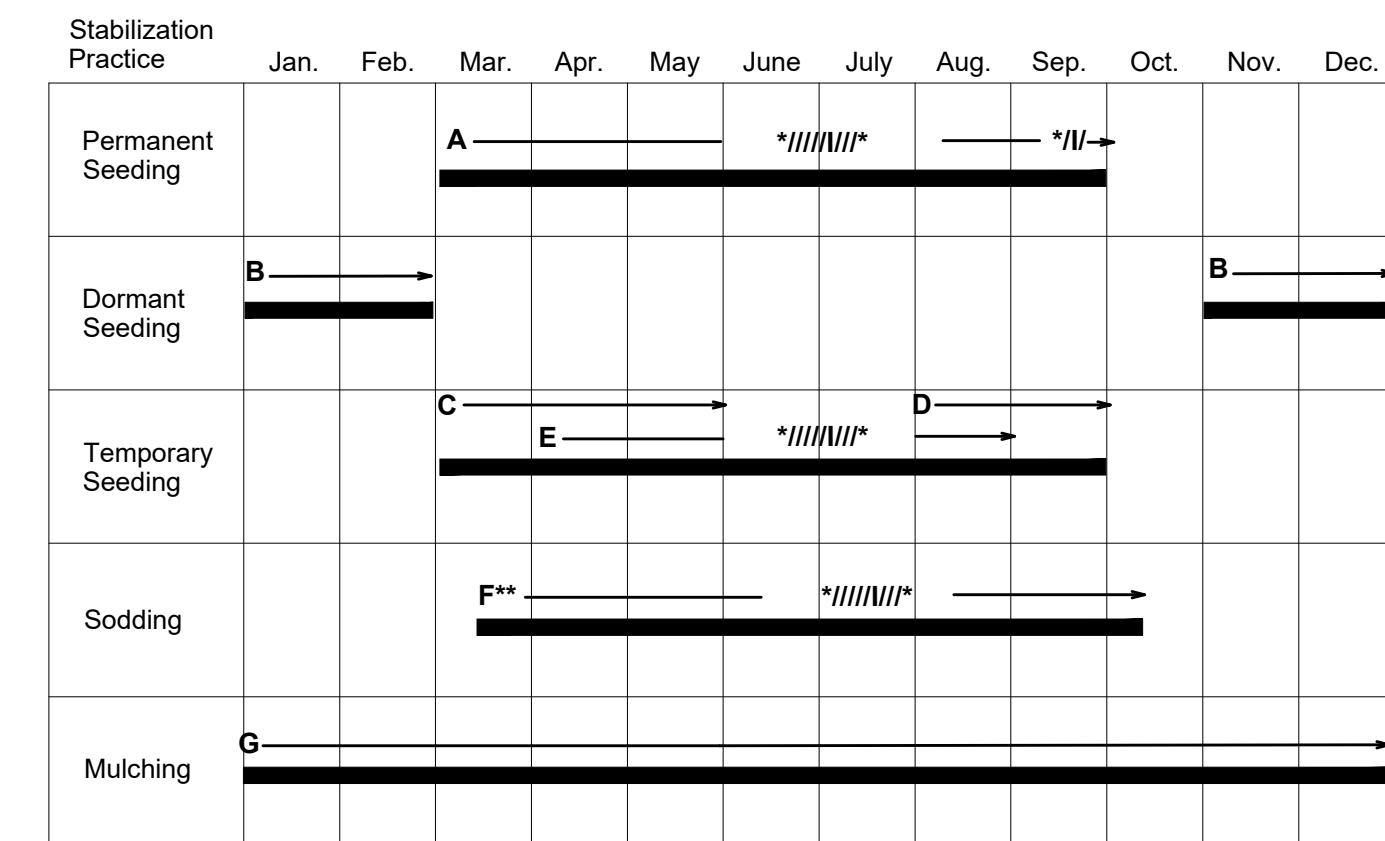 Stabilization
Practice Jan. Feb. Mar. Apr. May June July Aug. Sep. Oct. Nov. Dec.
Permanent
Seeding
A */////I///* */I/
Dormant
Seeding
B B
Temporary
Seeding
C D
E */////I///*
Sodding
F** */////I///*
Mulching
G